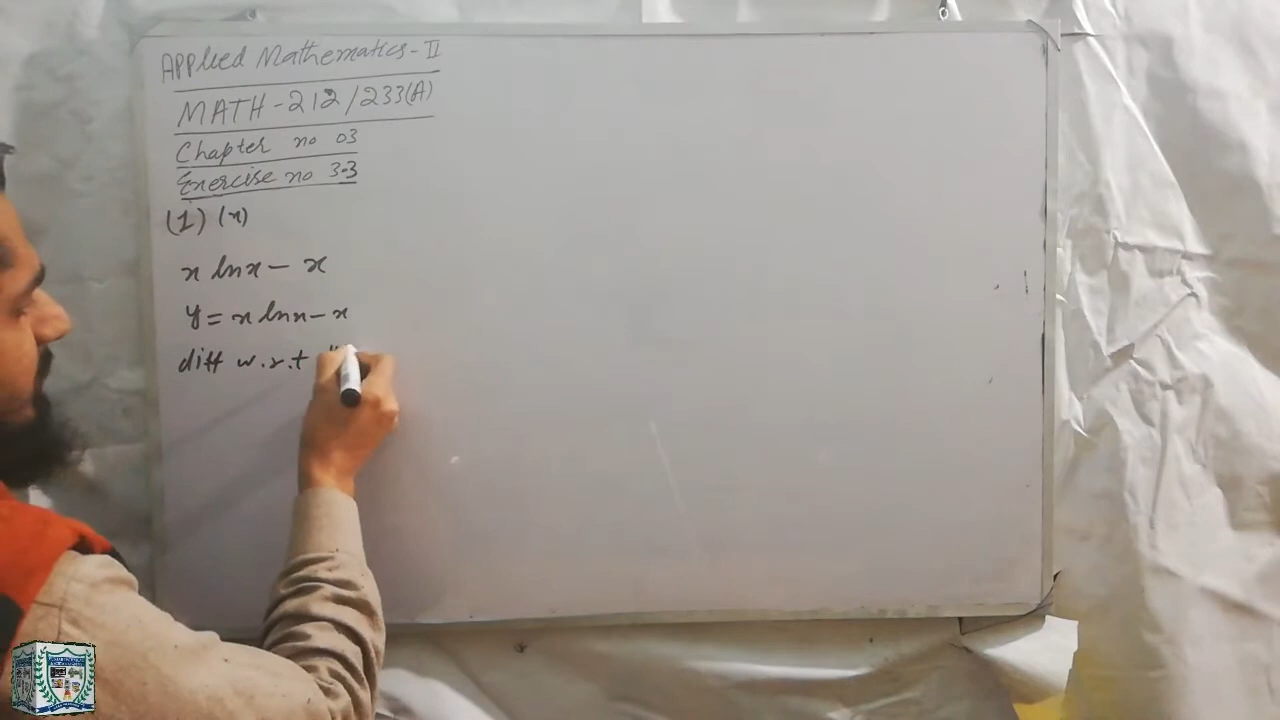 Applied Mathematics-II
MATH-212/233(A)
Chapter no 03
Exercise no 3.3
(1) (x)
x lnx - x
y = x lnx - x
diff w.r.t "